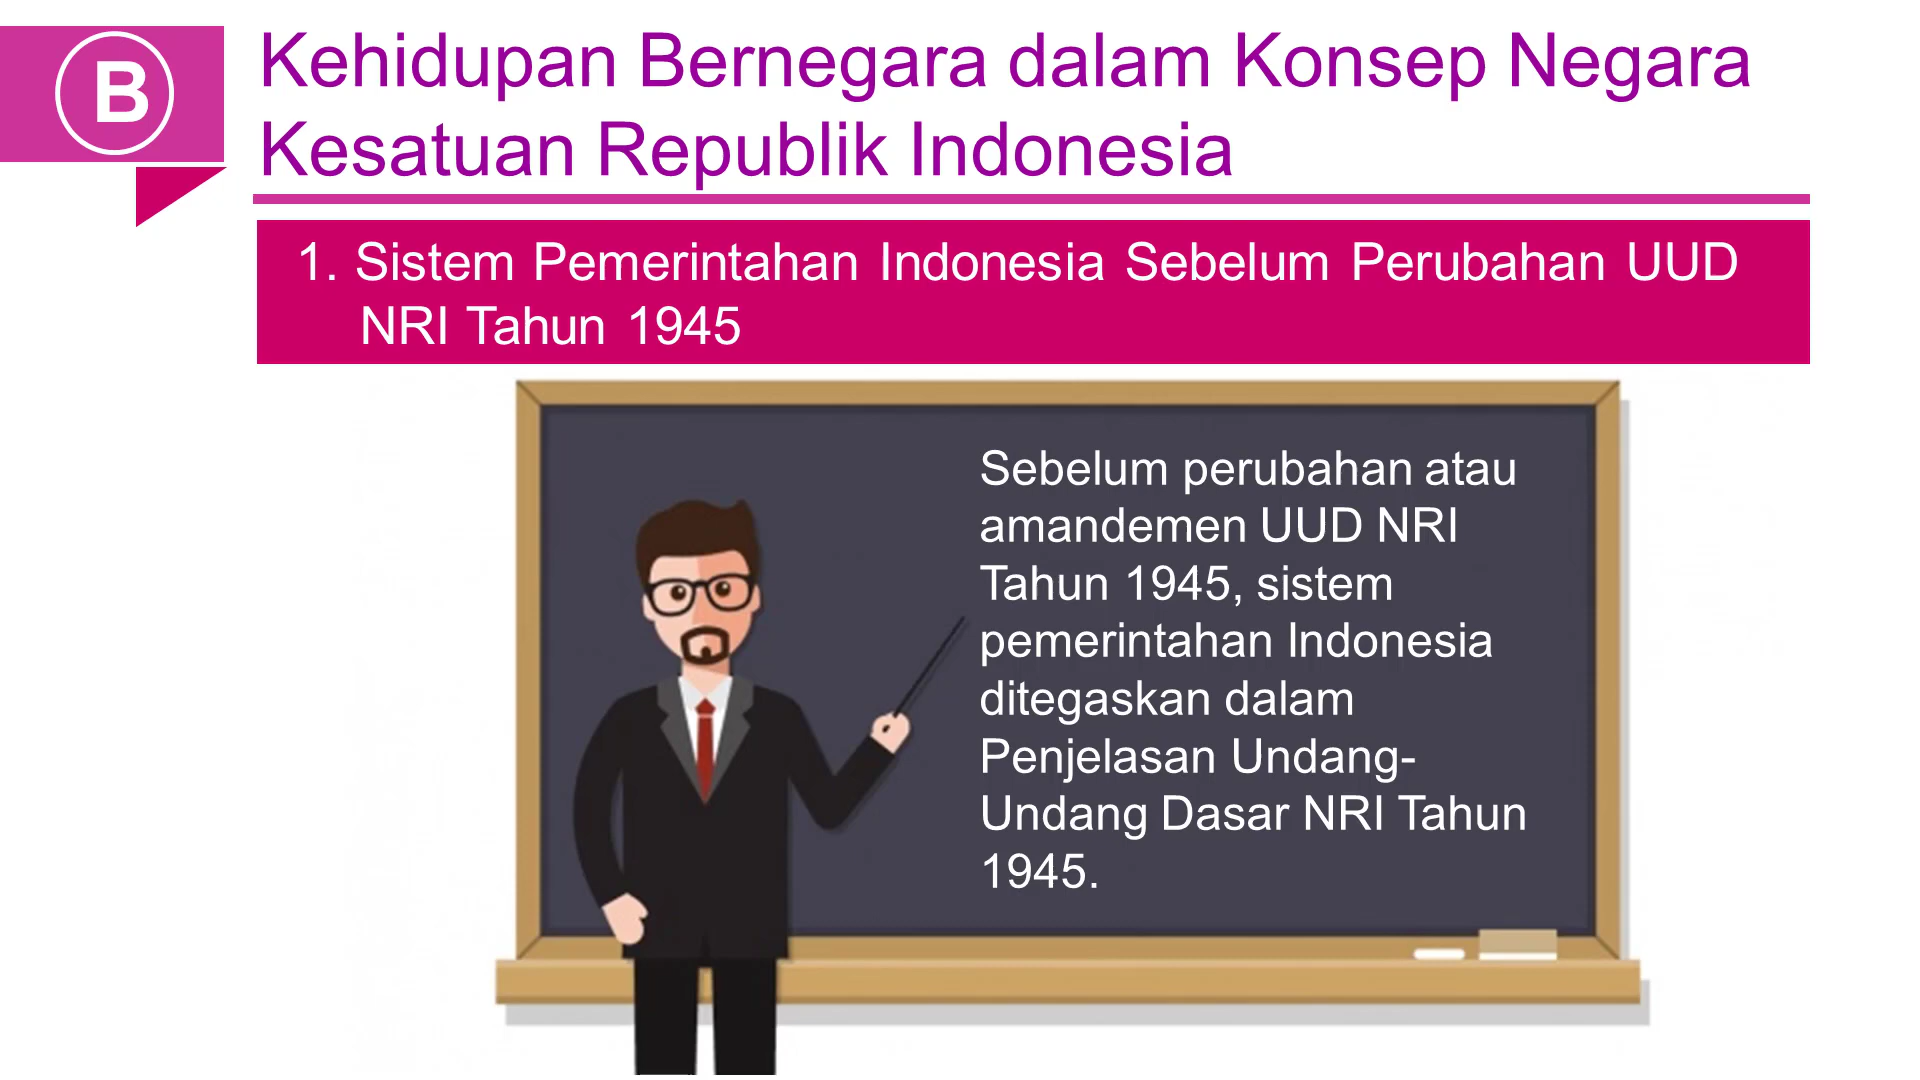 B
Kehidupan Bernegara dalam Konsep Negara
Kesatuan Republik Indonesia
1. Sistem Pemerintahan Indonesia Sebelum Perubahan UUD
NRI Tahun 1945
Sebelum perubahan atau
amandemen UUD NRI
Tahun 1945, sistem
pemerintahan Indonesia
ditegaskan dalam
Penjelasan Undang-
Undang Dasar NRI Tahun
1945.